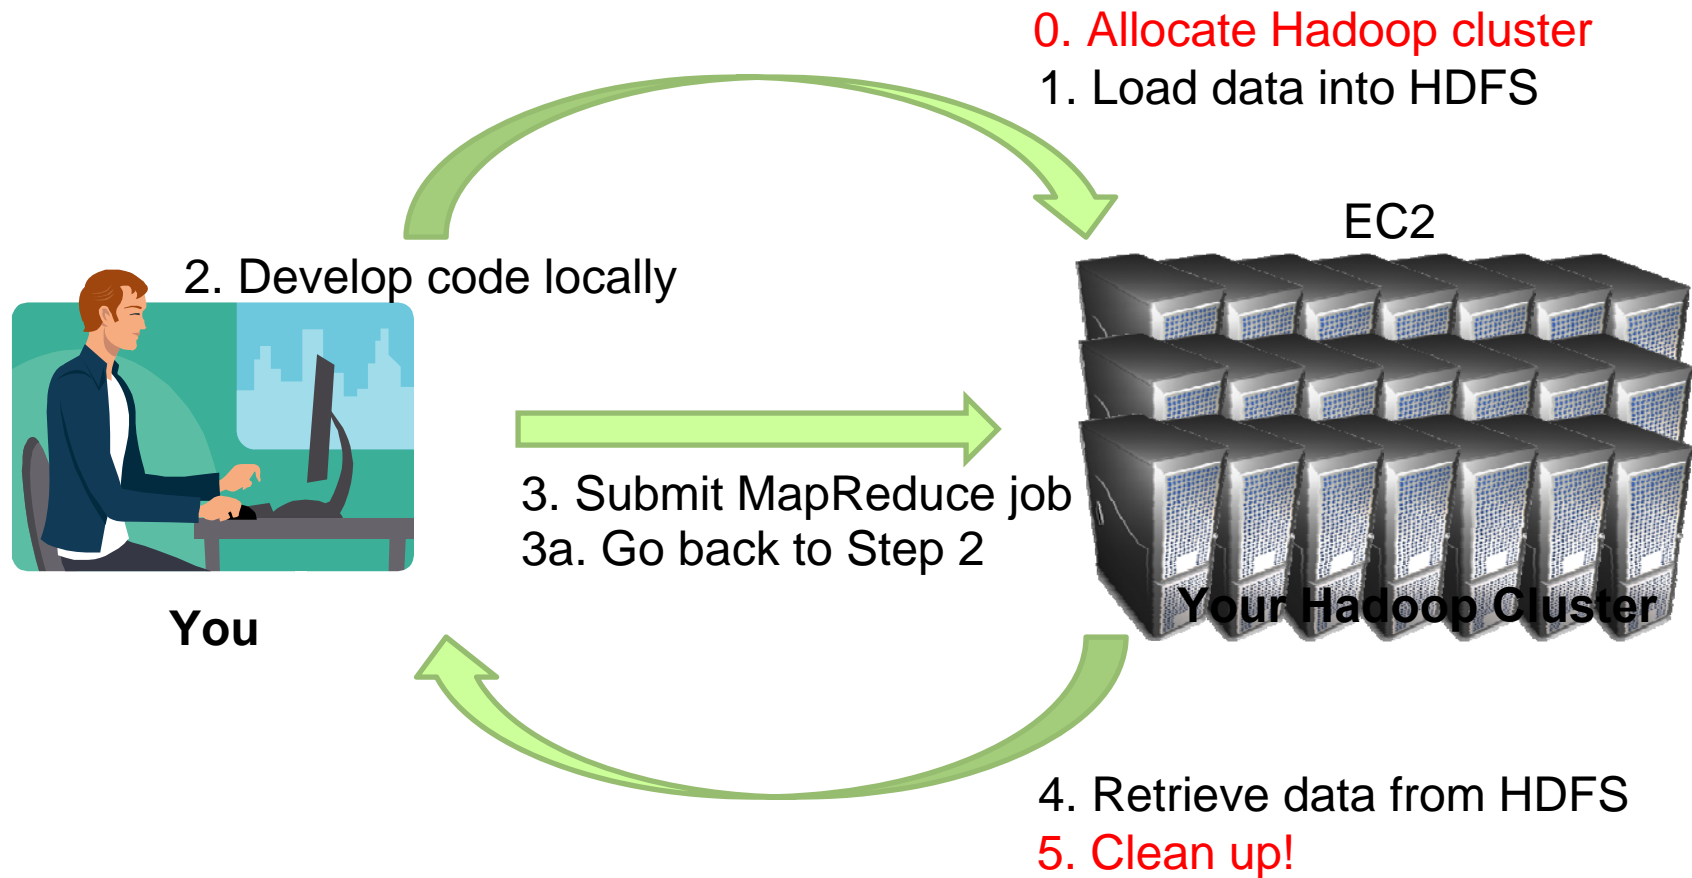 0. Allocate Hadoop cluster
1. Load data into HDFS
EC2
2. Develop code locally
3. Submit MapReduce job
3a. Go back to Step 2
You
Your Hadoop Cluster
4. Retrieve data from HDFS
5. Clean up!